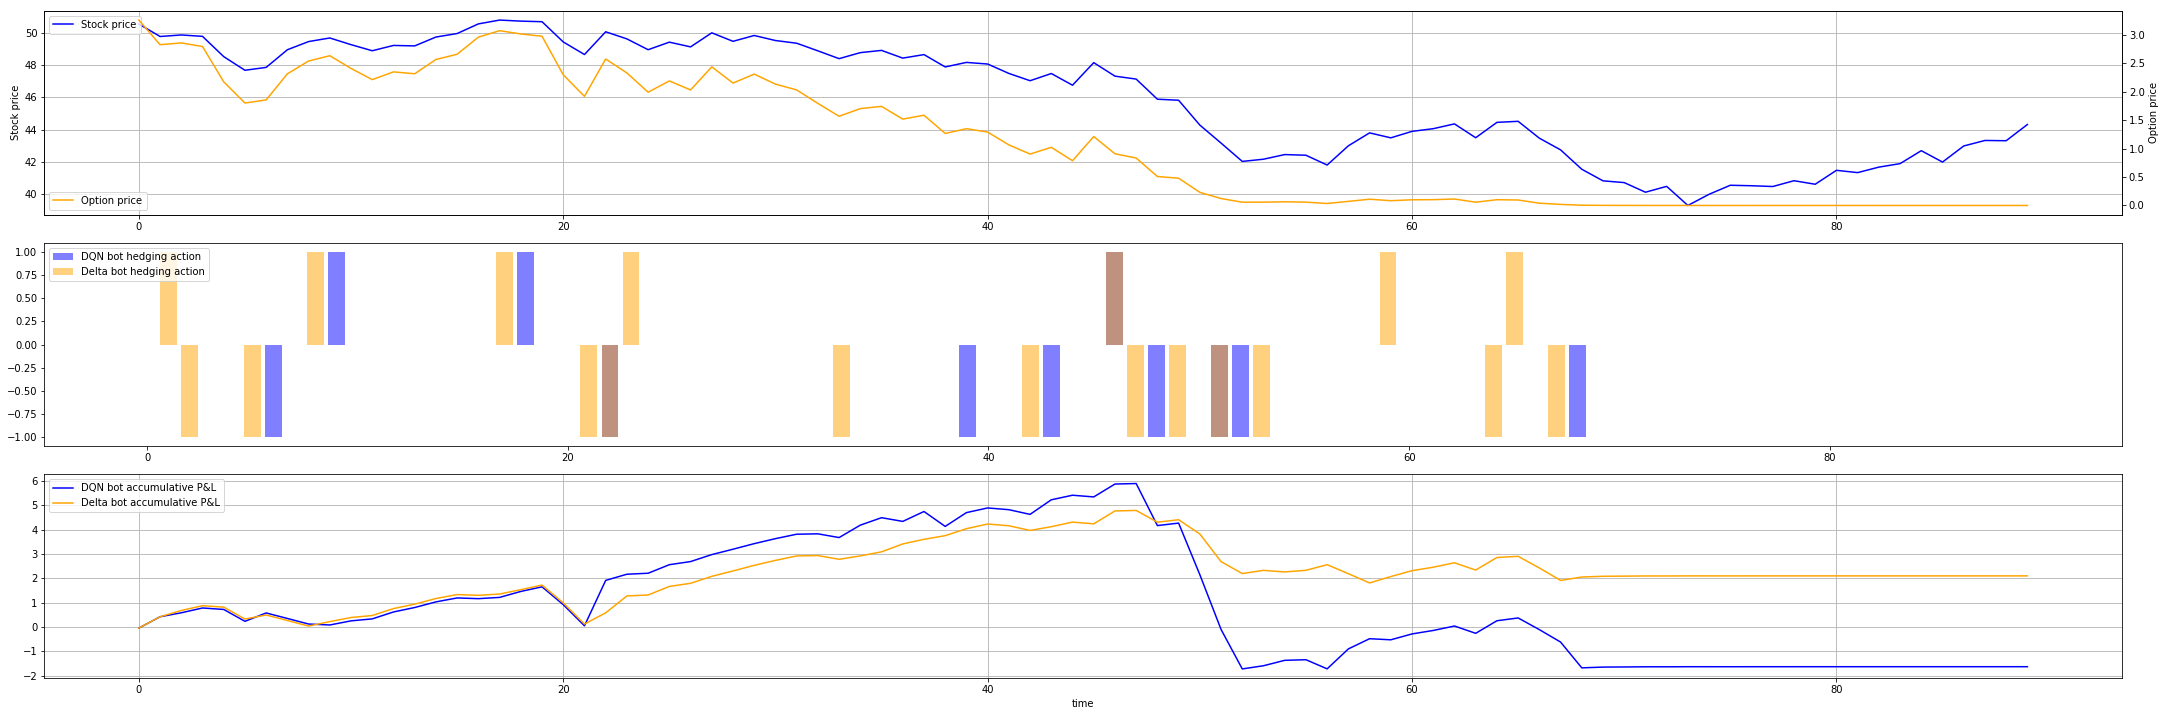 Stock price
Option price
Stock price
Option price
50
48
46
44
42
40
3.0
2.5
2.0
1.5
1.0
0.5
0.0
0 20 40 60 80
DQN bot hedging action
Delta bot hedging action
1.00
0.75
0.50
0.25
0.00
−0.25
−0.50
−0.75
−1.00
0 20 40 60 80
DQN bot accumulative P&L
Delta bot accumulative P&L
6
5
4
3
2
1
0
−1
−2
0 20 40 60 80
time